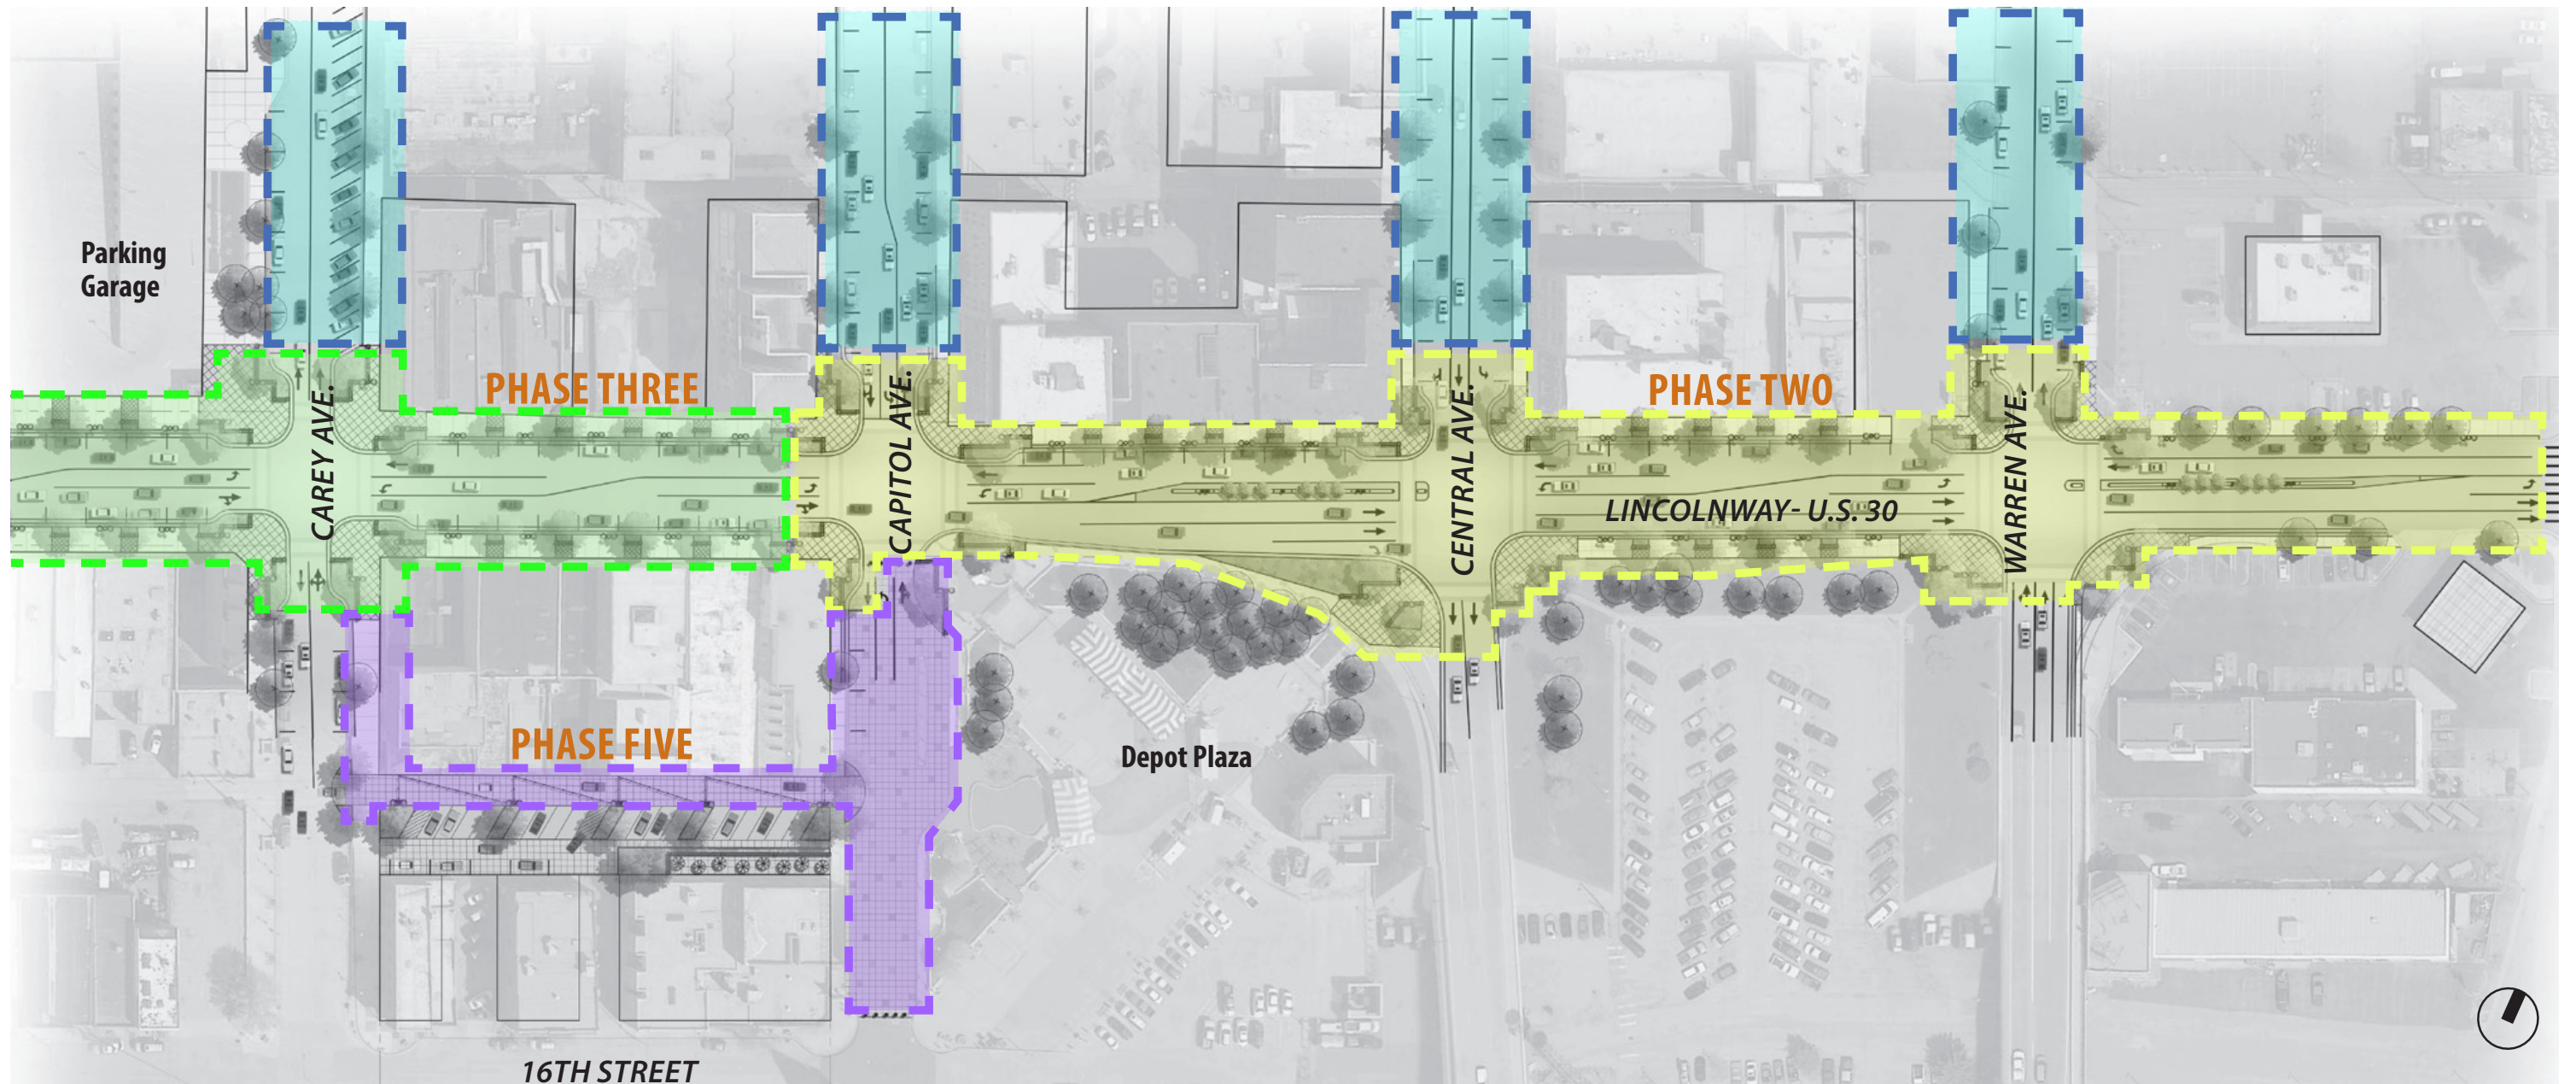 Parking
Garage
PHASE THREE
PHASE TWO
CAREY AVE.
CAPITOL AVE.
CENTRAL AVE.
WARREN AVE.
LINCOLNWAY- U.S. 30
PHASE FIVE
Depot Plaza
16TH STREET